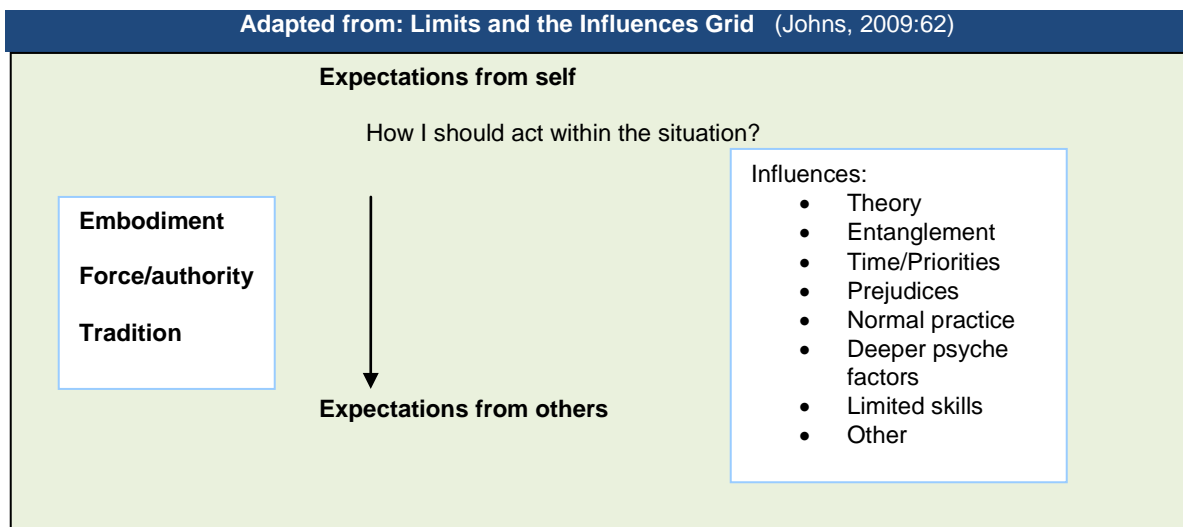 Adapted from: Limits and the Influences Grid (Johns, 2009:62)
Expectations from self
How I should act within the situation?
Embodiment
Force/authority
Tradition
Influences:
• Theory
• Entanglement
• Time/Priorities
• Prejudices
• Normal practice
• Deeper psyche
factors
• Limited skills
• Other
Expectations from others